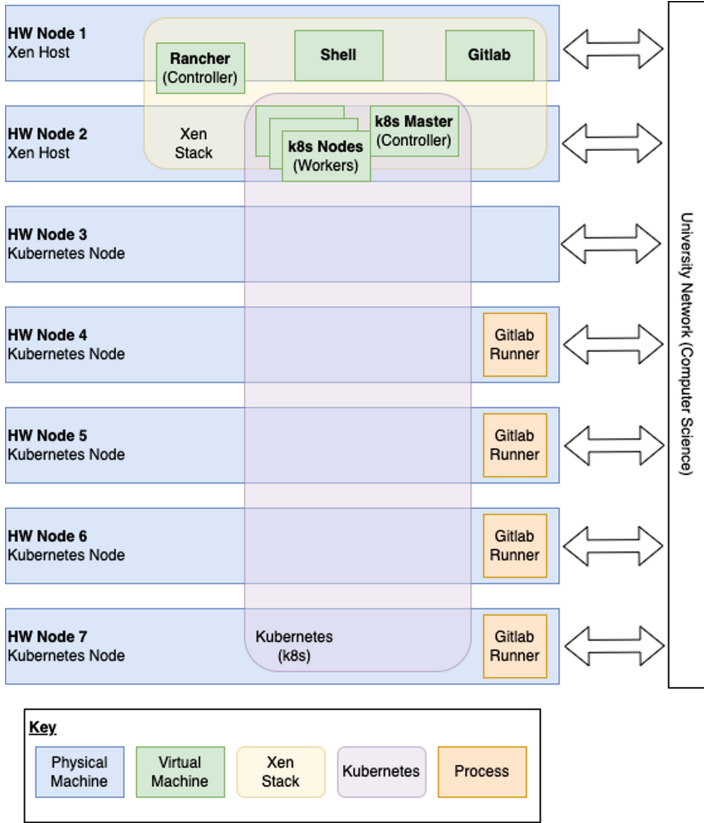 HW Node 1
Xen Host
Rancher
(Controller)
Shell
Gitlab
HW Node 2
Xen Host
Xen
Stack
k8s Nodes
(Workers)
k8s Master
(Controller)
HW Node 3
Kubernetes Node
HW Node 4
Kubernetes Node
Gitlab
Runner
HW Node 5
Kubernetes Node
Gitlab
Runner
HW Node 6
Kubernetes Node
Gitlab
Runner
HW Node 7
Kubernetes Node
Kubernetes
(k8s)
Gitlab
Runner
University Network (Computer Science)
Key
Physical
Machine
Virtual
Machine
Xen
Stack
Kubernetes
Process